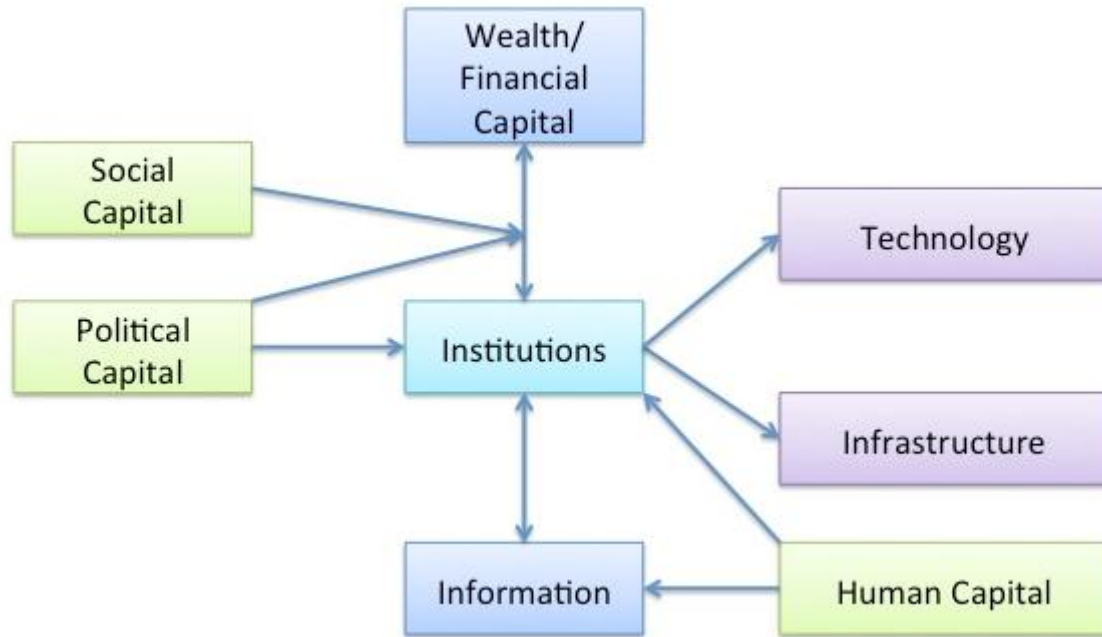 Wealth/
Financial
Capital
Social
Capital
Technology
Political
Capital
Institutions
Infrastructure
Information
Human Capital